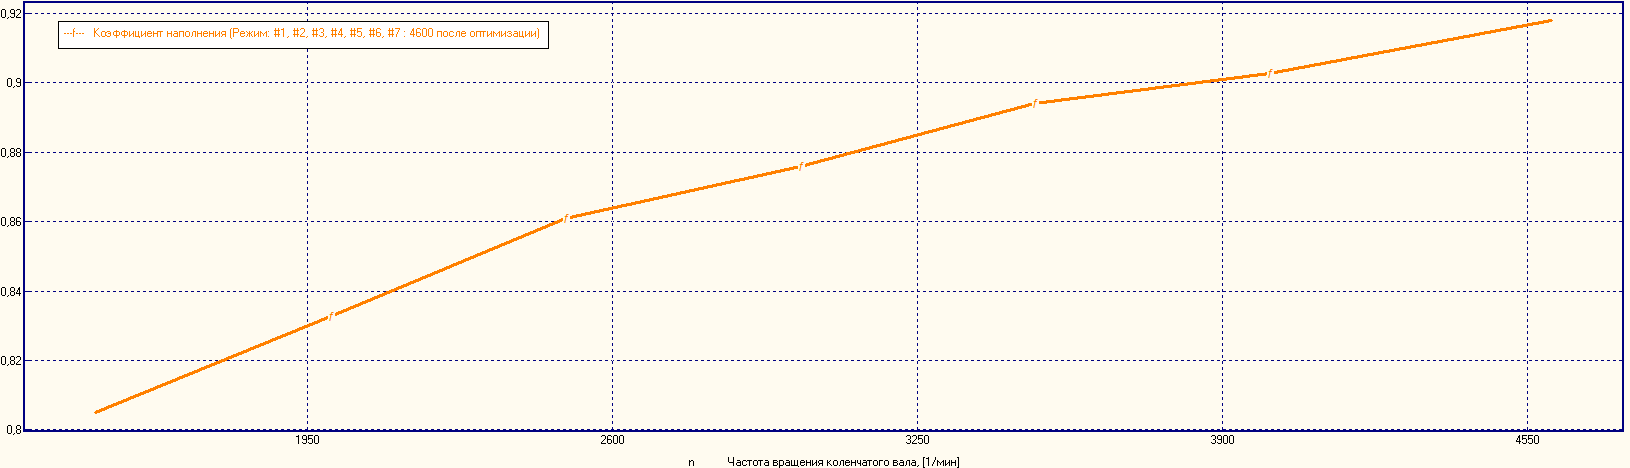 0,92
---f--- Коэффициент наполнения (Режим: #1, #2, #3, #4, #5, #6, #7 : 4600 после оптимизации)
0,9
0,88
0,86
0,84
0,82
0,8
1950 2600 3250 3900 4550
n Частота вращения коленчатого вала, [1/мин]